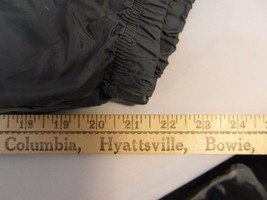 18 19 20 21 22 23 24
Columbia, Hyattsville, Bowie,